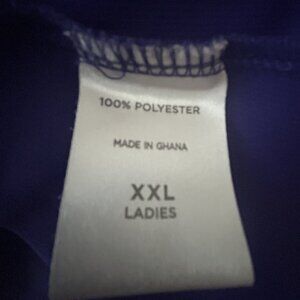 100% POLYESTER
MADE IN GHANA
XXL
LADIES